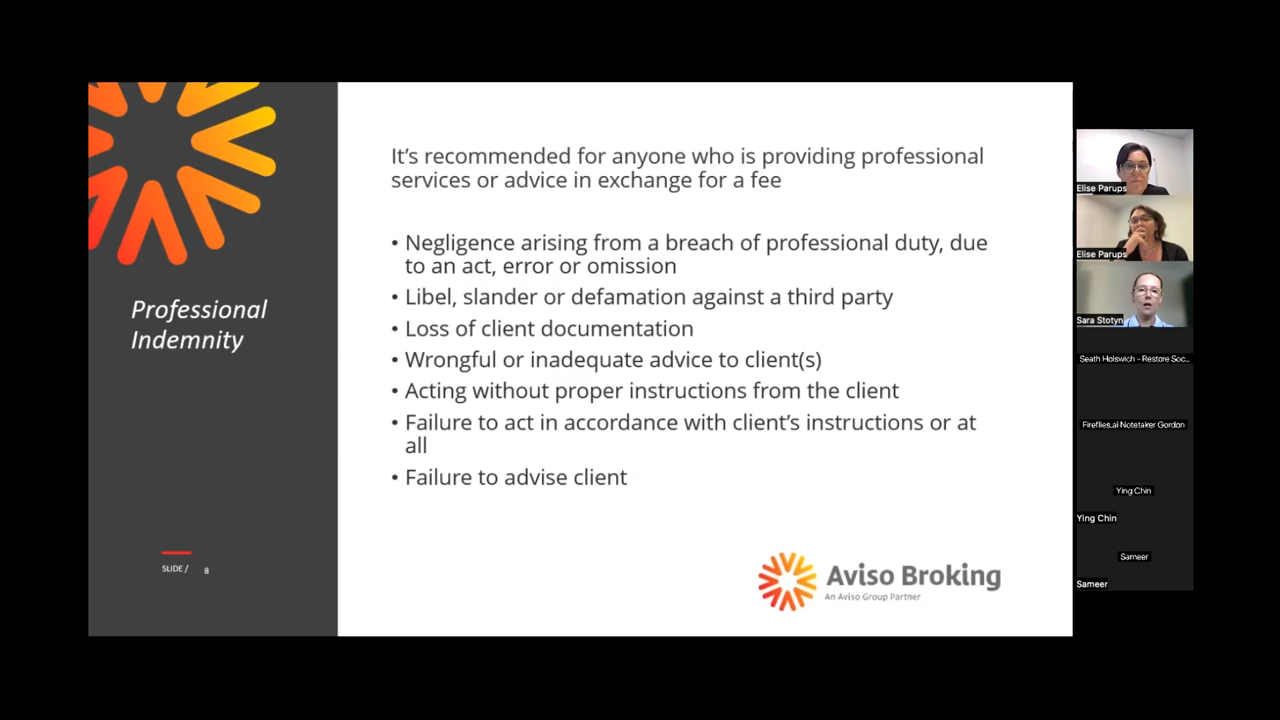 Professional
Indemnity
SLIDE / 8
It's recommended for anyone who is providing professional
services or advice in exchange for a fee
• Negligence arising from a breach of professional duty, due
to an act, error or omission
• Libel, slander or defamation against a third party
• Loss of client documentation
• Wrongful or inadequate advice to client(s)
• Acting without proper instructions from the client
• Failure to act in accordance with client's instructions or at
all
• Failure to advise client
Aviso Broking
An Aviso Group Partner
Elise Parups
Elise Parups
Sara Stotyn
Seath Holswich - Restore Soc...
Fireflies.ai Notetaker Gordon
Ying Chin
Ying Chin
Sameer
Sameer